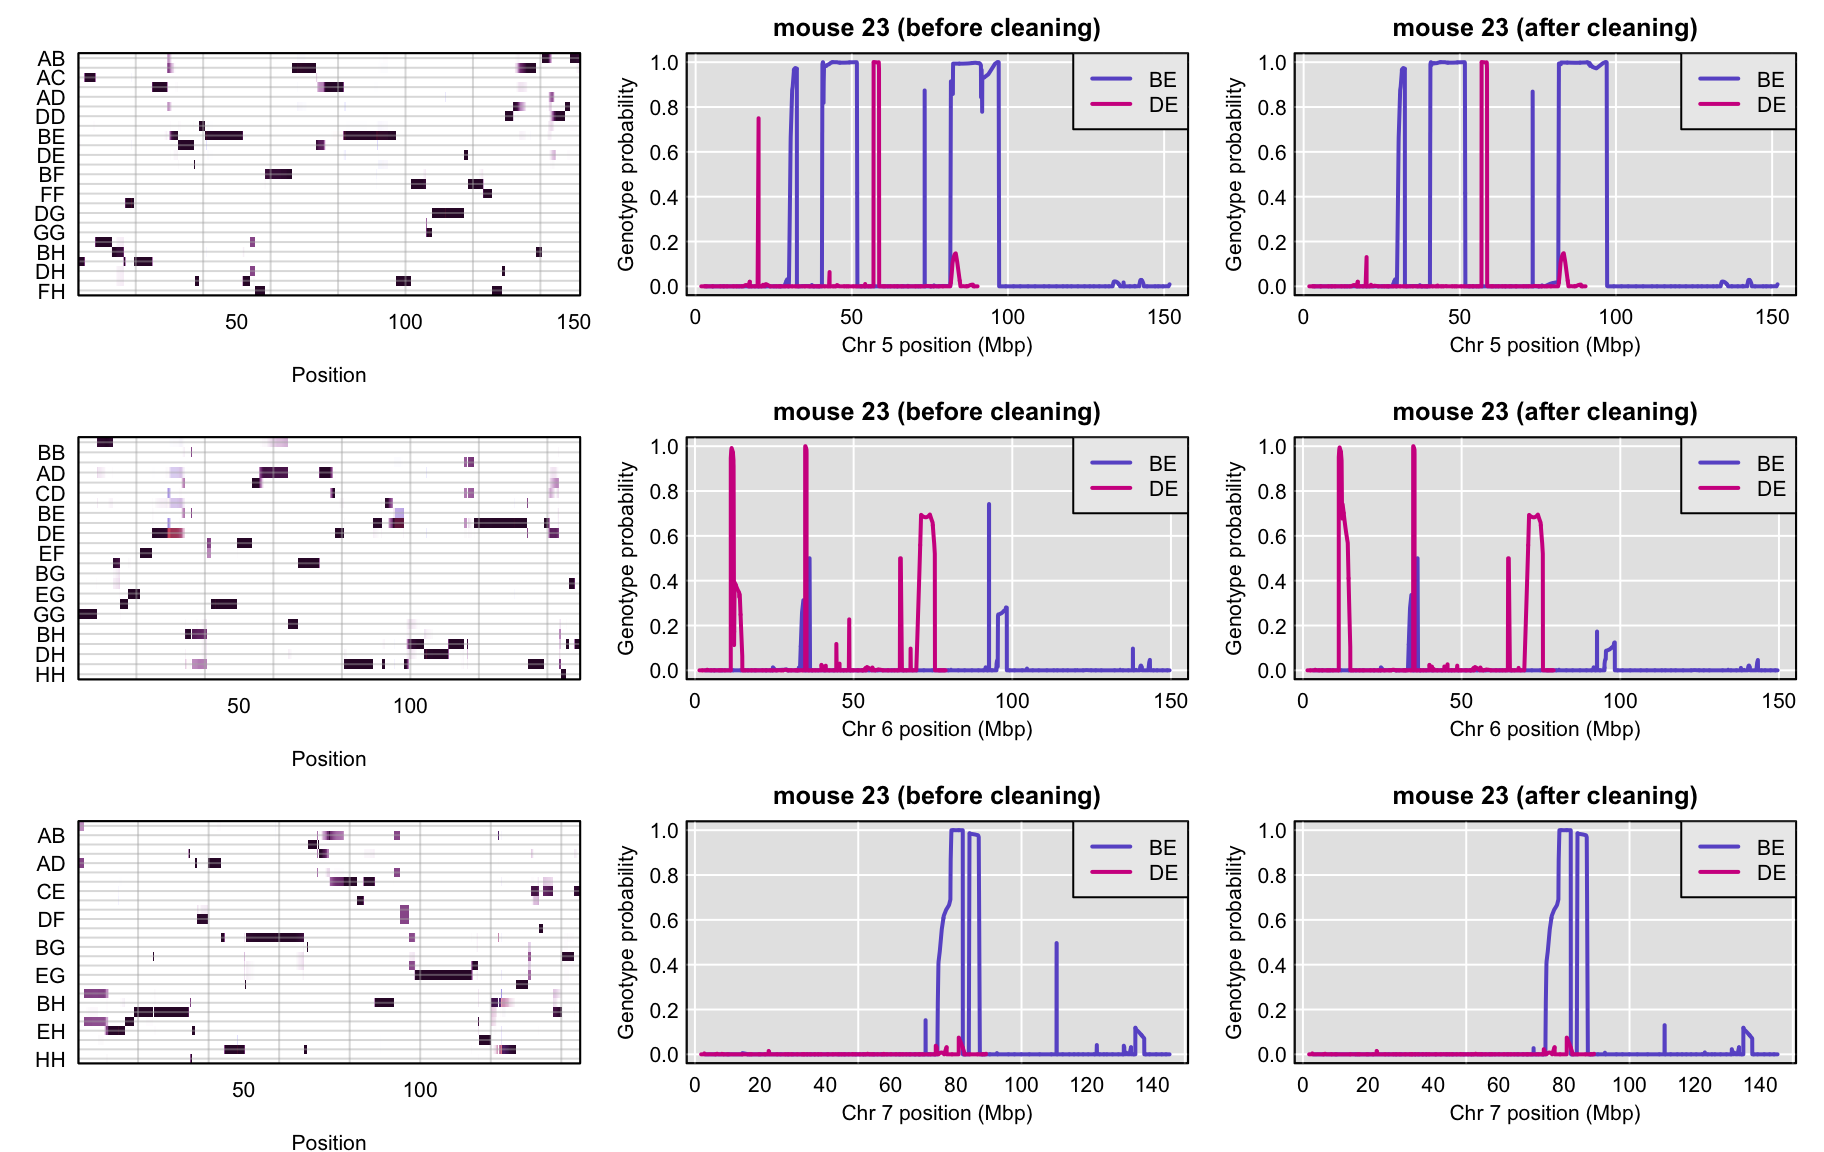 mouse 23 (before cleaning)
mouse 23 (after cleaning)
AB
AC
AD
DD
BE
DE
BF
FF
DG
GG
BH
DH
FH
50
100
150
Position
Genotype probability
1.0
0.8
0.6
0.4
0.2
0.0
BE
DE
0
50
100
150
Chr 5 position (Mbp)
Genotype probability
1.0
0.8
0.6
0.4
0.2
0.0
BE
DE
0
50
100
150
Chr 5 position (Mbp)
mouse 23 (before cleaning)
mouse 23 (after cleaning)
BB
AD
CD
BE
DE
EF
BG
EG
GG
BH
DH
HH
50
100
Position
Genotype probability
1.0
0.8
0.6
0.4
0.2
0.0
BE
DE
0
50
100
150
Chr 6 position (Mbp)
Genotype probability
1.0
0.8
0.6
0.4
0.2
0.0
BE
DE
0
50
100
150
Chr 6 position (Mbp)
mouse 23 (before cleaning)
mouse 23 (after cleaning)
AB
AD
CE
DF
BG
EG
BH
EH
HH
50
100
Position
Genotype probability
1.0
0.8
0.6
0.4
0.2
0.0
BE
DE
0
20
40
60
80
100
120
140
Chr 7 position (Mbp)
Genotype probability
1.0
0.8
0.6
0.4
0.2
0.0
BE
DE
0
20
40
60
80
100
120
140
Chr 7 position (Mbp)